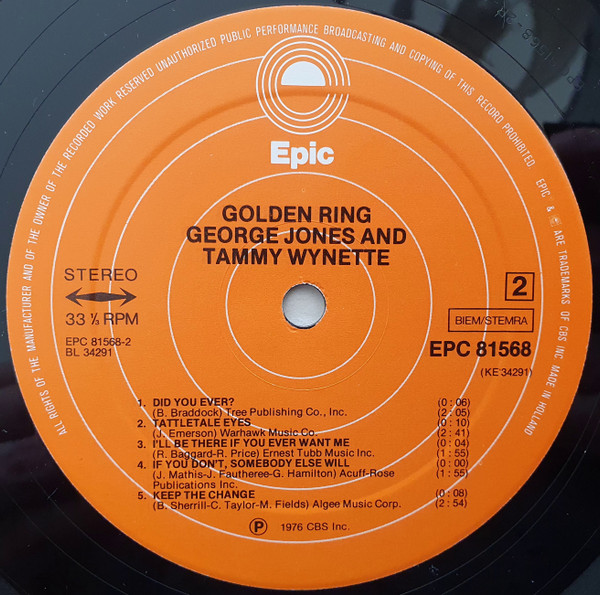 ALL RIGHTS OF THE MANUFACTURER AND OF THE OWNER OF THE RECORDED WORK RESERVED UNAUTHORIZED PUBLIC PERFORMANCE BROADCASTING AND COPYING OF THIS RECORD PROHIBITED. EPIC & ARE TRADEMARKS OF CBS INC. MADE IN HOLLAND
Epic
GOLDEN RING
GEORGE JONES AND
TAMMY WYNETTE
STEREO
33 ⅓ RPM
EPC 81568-2
BL 34291
2
BIEM/STEMRA
EPC 81568
(KE 34291)
1. DID YOU EVER? (0 : 06)
(B. Braddock) Tree Publishing Co., Inc. (2 : 05)
2. TATTLETALE EYES (0 : 10)
(J. Emerson) Warhawk Music Co. (2 : 41)
3. I'LL BE THERE IF YOU EVER WANT ME (0 : 04)
(R. Baggard-R. Price) Ernest Tubb Music Inc. (1 : 55)
4. IF YOU DON'T, SOMEBODY ELSE WILL (0 : 00)
(J. Mathis-J. Fautheree-G. Hamilton) Acuff-Rose (1 : 55)
Publications Inc.
5. KEEP THE CHANGE (0 : 08)
(B. Sherrill-C. Taylor-M. Fields) Algee Music Corp. (2 : 54)
℗ 1976 CBS Inc.